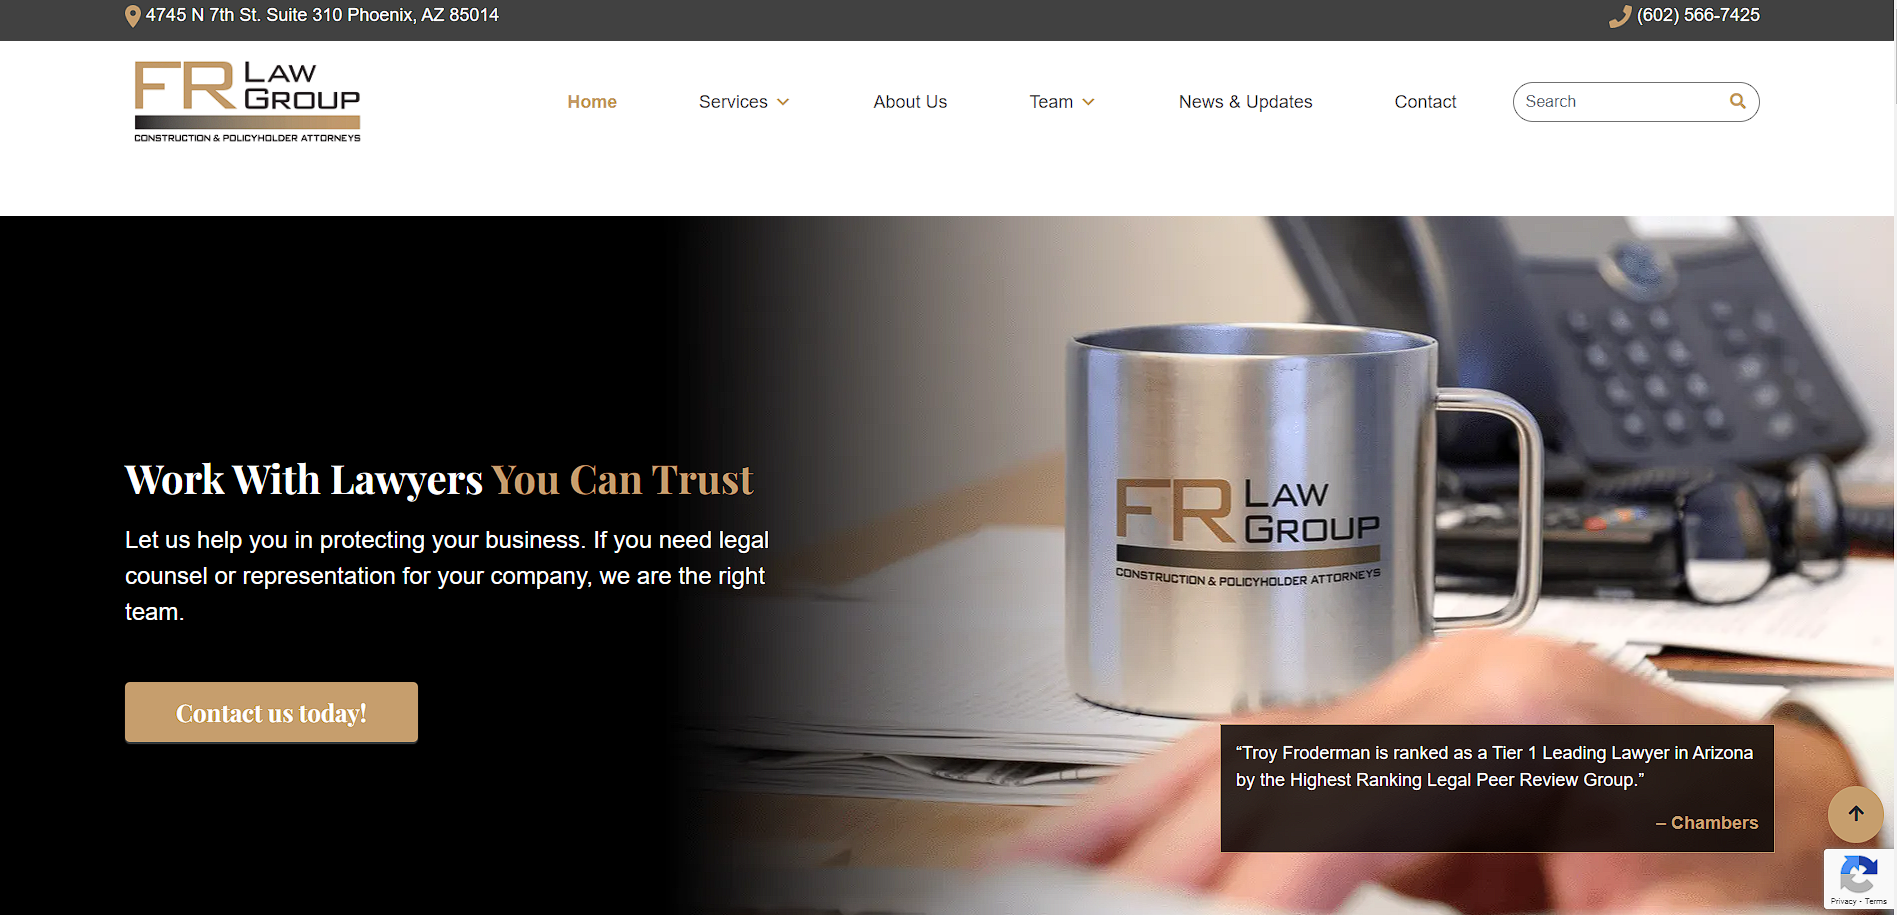 4745 N 7th St. Suite 310 Phoenix, AZ 85014
(602) 566-7425
FR LAW GROUP
CONSTRUCTION & POLICYHOLDER ATTORNEYS
Home
Services
About Us
Team
News & Updates
Contact
Search
Work With Lawyers You Can Trust
Let us help you in protecting your business. If you need legal
counsel or representation for your company, we are the right
team.
Contact us today!
FR LAW GROUP
CONSTRUCTION & POLICYHOLDER ATTORNEYS
“Troy Froderman is ranked as a Tier 1 Leading Lawyer in Arizona
by the Highest Ranking Legal Peer Review Group.”
– Chambers
Privacy - Terms